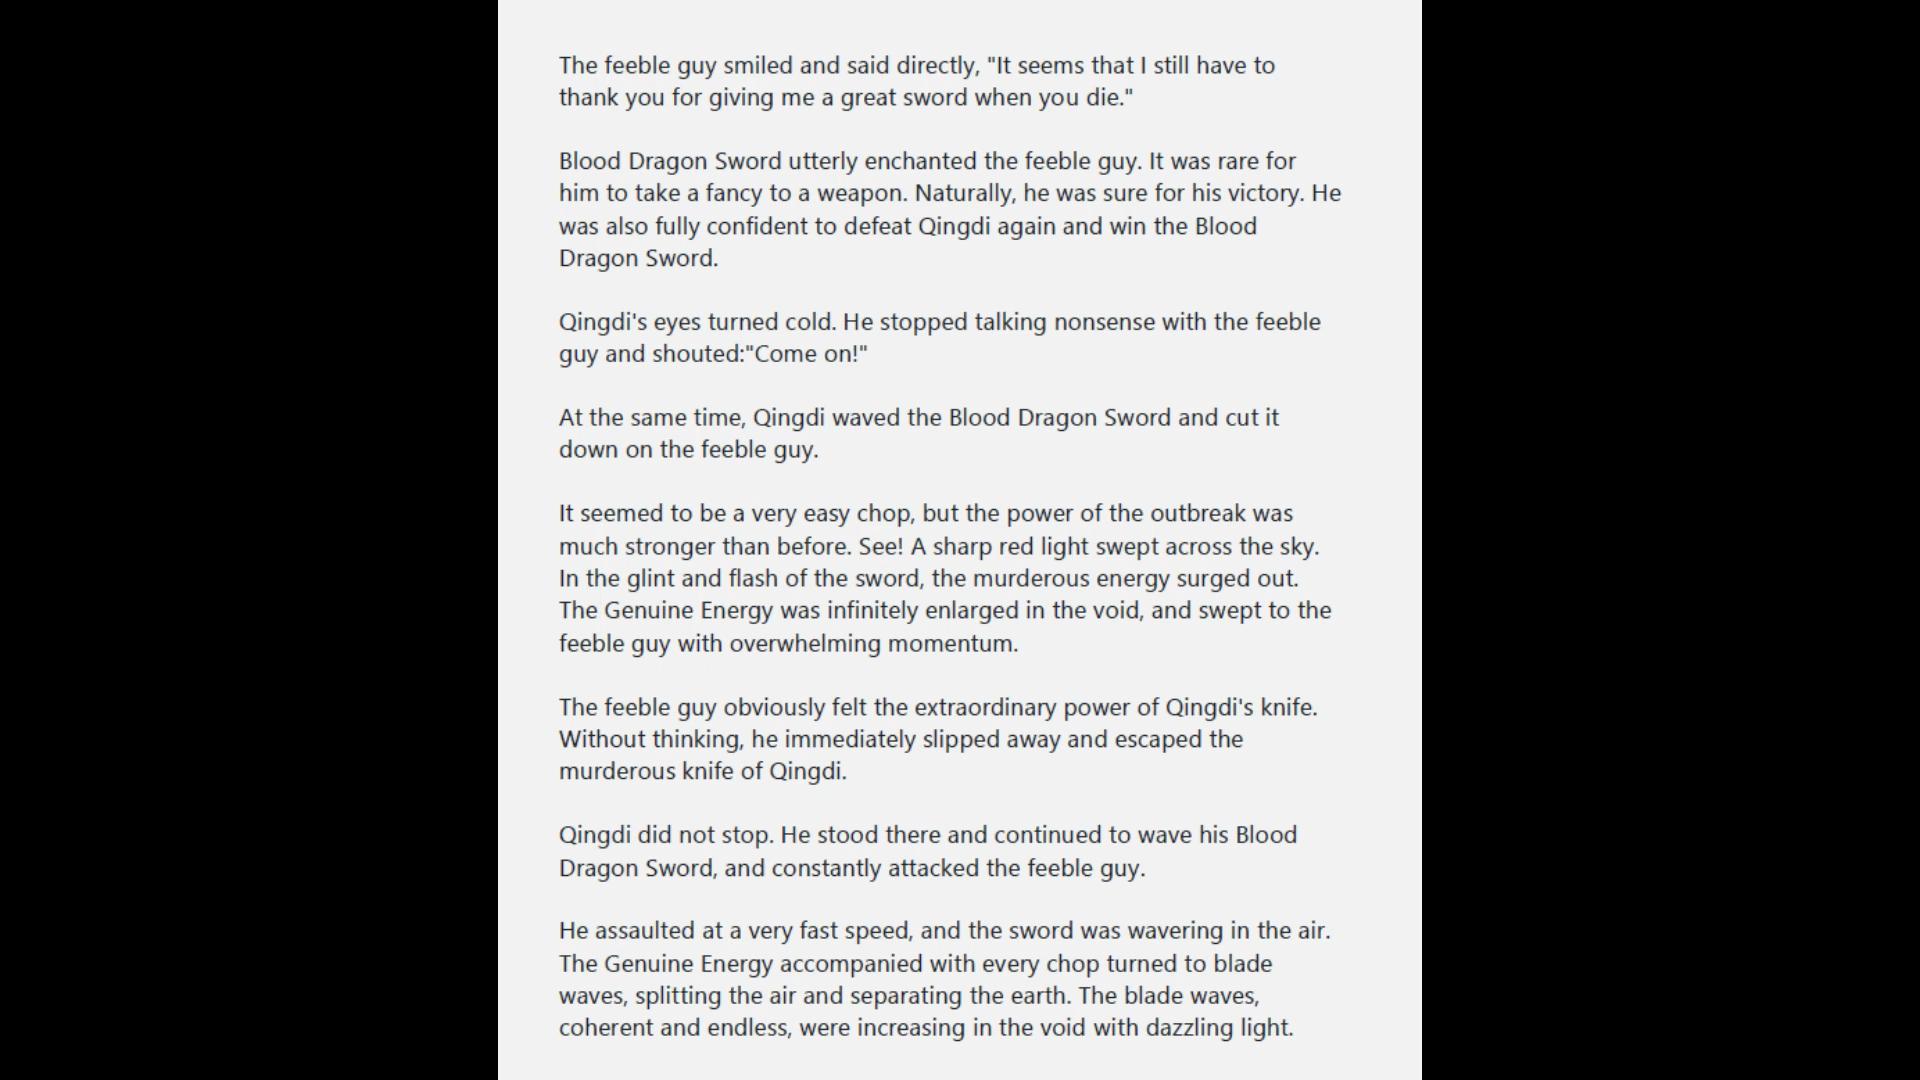 The feeble guy smiled and said directly, "It seems that I still have to
thank you for giving me a great sword when you die."
Blood Dragon Sword utterly enchanted the feeble guy. It was rare for
him to take a fancy to a weapon. Naturally, he was sure for his victory. He
was also fully confident to defeat Qingdi again and win the Blood
Dragon Sword.
Qingdi's eyes turned cold. He stopped talking nonsense with the feeble
guy and shouted:"Come on!"
At the same time, Qingdi waved the Blood Dragon Sword and cut it
down on the feeble guy.
It seemed to be a very easy chop, but the power of the outbreak was
much stronger than before. See! A sharp red light swept across the sky.
In the glint and flash of the sword, the murderous energy surged out.
The Genuine Energy was infinitely enlarged in the void, and swept to the
feeble guy with overwhelming momentum.
The feeble guy obviously felt the extraordinary power of Qingdi's knife.
Without thinking, he immediately slipped away and escaped the
murderous knife of Qingdi.
Qingdi did not stop. He stood there and continued to wave his Blood
Dragon Sword, and constantly attacked the feeble guy.
He assaulted at a very fast speed, and the sword was wavering in the air.
The Genuine Energy accompanied with every chop turned to blade
waves, splitting the air and separating the earth. The blade waves,
coherent and endless, were increasing in the void with dazzling light.